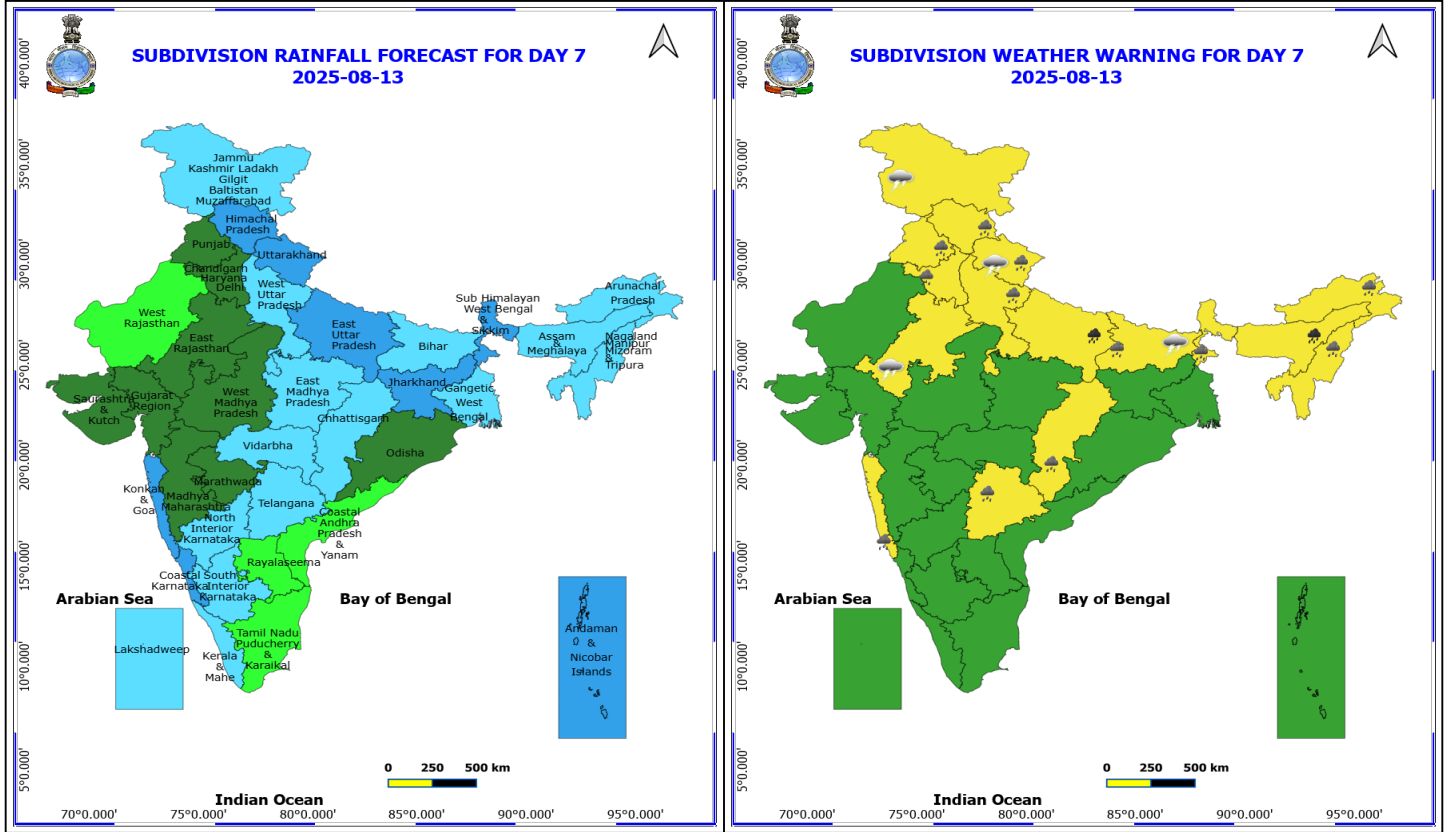 SUBDIVISION RAINFALL FORECAST FOR DAY 7
2025-08-13
40°0.000'
35°0.000'
30°0.000'
25°0.000'
20°0.000'
15°0.000'
10°0.000'
5°0.000'
Jammu
Kashmir Ladakh
Gilgit
Baltistan
Muzaffarabad
Himachal
Pradesh
Punjab
Uttarakhand
Chandigarh
Haryana
Delhi
West
Uttar
Pradesh
West
Rajasthan
East
Rajasthan
East
Uttar
Pradesh
Bihar
Sub Himalayan
West Bengal
&
Sikkim
Arunachal
Pradesh
Assam
&
Meghalaya
Nagaland
Manipur
Mizoram
&
Tripura
Saurashtra
&
Kutch
Gujarat
Region
West
Madhya
Pradesh
East
Madhya
Pradesh
Jharkhand
Gangetic
West
Bengal
Chhattisgarh
Vidarbha
Odisha
Konkan
&
Goa
Madhya
Maharashtra
Marathwada
Telangana
North
Interior
Karnataka
Coastal
Andhra
Pradesh
&
Yanam
Rayalaseema
Coastal
Karnataka
South
Interior
Karnataka
Arabian Sea
Bay of Bengal
Lakshadweep
Kerala
&
Mahe
Tamil Nadu
Puducherry
&
Karaikal
Andaman
&
Nicobar
Islands
0 250 500 km
Indian Ocean
70°0.000' 75°0.000' 80°0.000' 85°0.000' 90°0.000' 95°0.000'
SUBDIVISION WEATHER WARNING FOR DAY 7
2025-08-13
40°0.000'
35°0.000'
30°0.000'
25°0.000'
20°0.000'
15°0.000'
10°0.000'
5°0.000'
Arabian Sea
Bay of Bengal
0 250 500 km
Indian Ocean
70°0.000' 75°0.000' 80°0.000' 85°0.000' 90°0.000' 95°0.000'